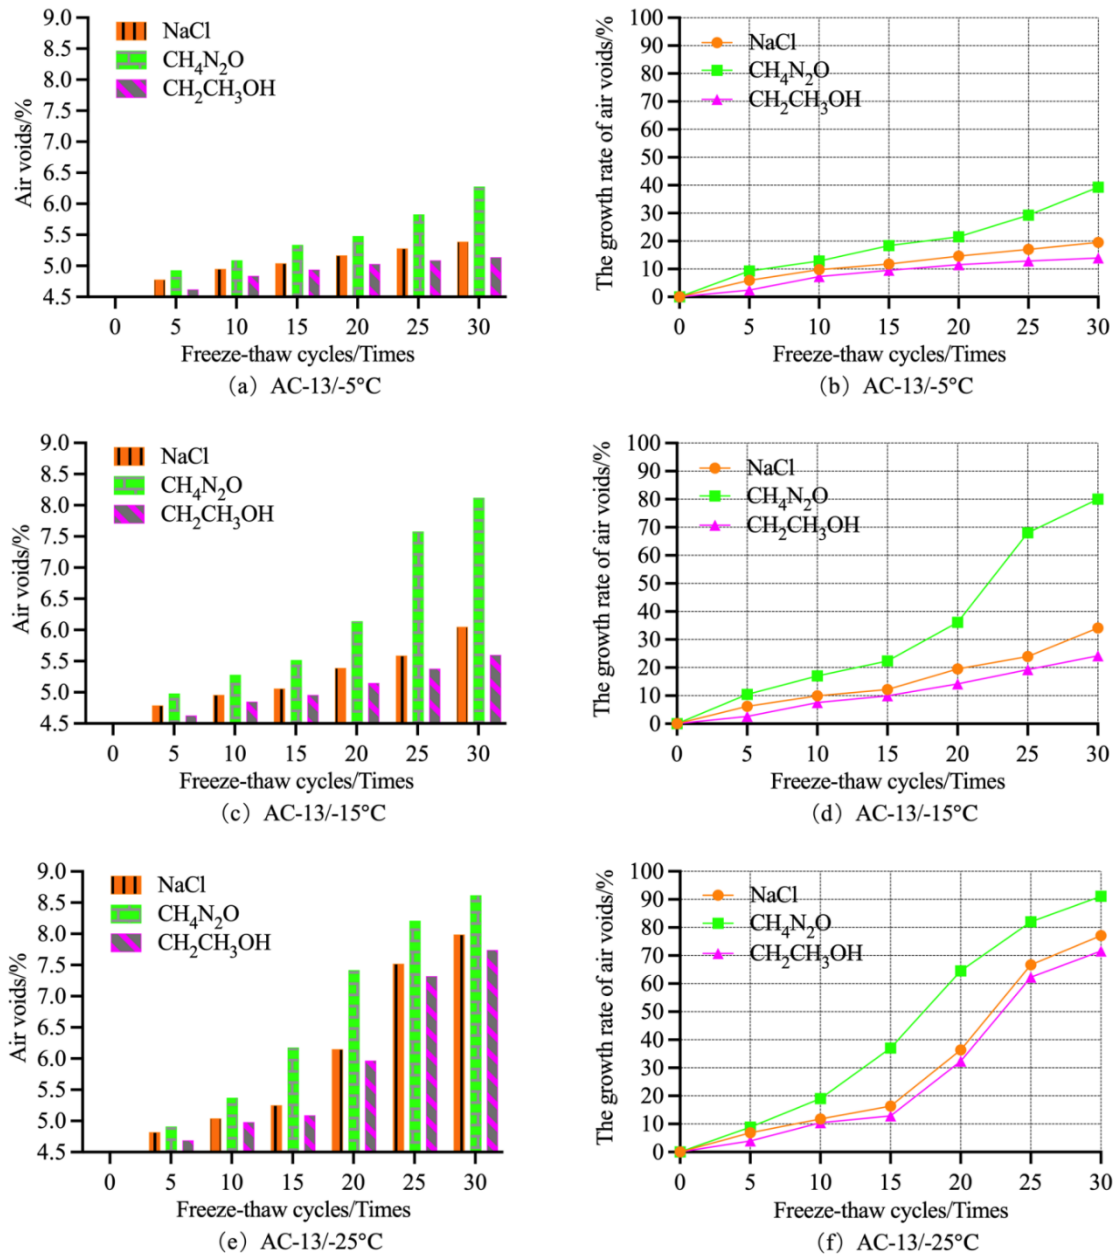 9.0
8.5
8.0
7.5
7.0
6.5
6.0
5.5
5.0
4.5
Air voids/%
NaCl
CH₄N₂O
CH₂CH₃OH
0 5 10 15 20 25 30
Freeze-thaw cycles/Times
(a) AC-13/-5°C
100
90
80
70
60
50
40
30
20
10
0
The growth rate of air voids/%
NaCl
CH₄N₂O
CH₂CH₃OH
0 5 10 15 20 25 30
Freeze-thaw cycles/Times
(b) AC-13/-5°C
9.0
8.5
8.0
7.5
7.0
6.5
6.0
5.5
5.0
4.5
Air voids/%
NaCl
CH₄N₂O
CH₂CH₃OH
0 5 10 15 20 25 30
Freeze-thaw cycles/Times
(c) AC-13/-15°C
100
90
80
70
60
50
40
30
20
10
0
The growth rate of air voids/%
NaCl
CH₄N₂O
CH₂CH₃OH
0 5 10 15 20 25 30
Freeze-thaw cycles/Times
(d) AC-13/-15°C
9.0
8.5
8.0
7.5
7.0
6.5
6.0
5.5
5.0
4.5
Air voids/%
NaCl
CH₄N₂O
CH₂CH₃OH
0 5 10 15 20 25 30
Freeze-thaw cycles/Times
(e) AC-13/-25°C
100
90
80
70
60
50
40
30
20
10
0
The growth rate of air voids/%
NaCl
CH₄N₂O
CH₂CH₃OH
0 5 10 15 20 25 30
Freeze-thaw cycles/Times
(f) AC-13/-25°C